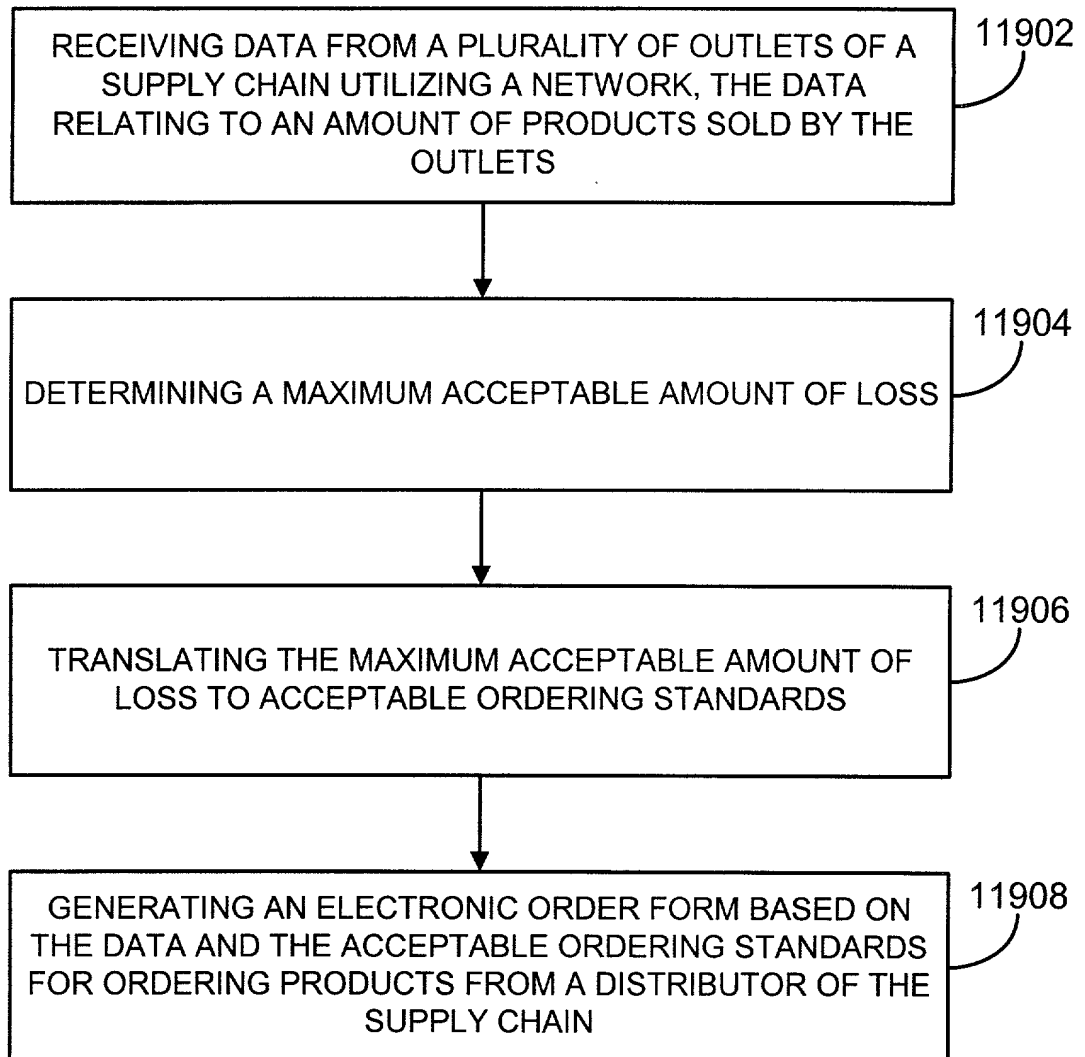 RECEIVING DATA FROM A PLURALITY OF OUTLETS OF A
SUPPLY CHAIN UTILIZING A NETWORK, THE DATA
RELATING TO AN AMOUNT OF PRODUCTS SOLD BY THE
OUTLETS
11902
DETERMINING A MAXIMUM ACCEPTABLE AMOUNT OF LOSS
11904
TRANSLATING THE MAXIMUM ACCEPTABLE AMOUNT OF
LOSS TO ACCEPTABLE ORDERING STANDARDS
11906
GENERATING AN ELECTRONIC ORDER FORM BASED ON
THE DATA AND THE ACCEPTABLE ORDERING STANDARDS
FOR ORDERING PRODUCTS FROM A DISTRIBUTOR OF THE
SUPPLY CHAIN
11908